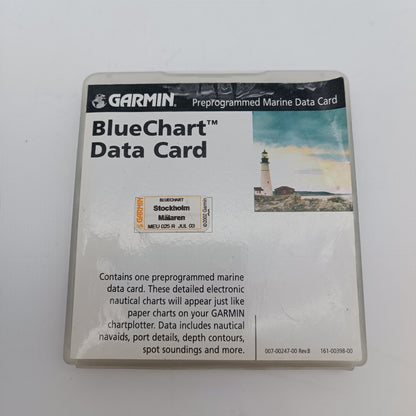 GARMIN®
Preprogrammed Marine Data Card
BlueChart™
Data Card
GARMIN
BLUECHART
Stockholm
Mälaren
MEU 025 R JUL 03
©2002 Garmin
Contains one preprogrammed marine
data card. These detailed electronic
nautical charts will appear just like
paper charts on your GARMIN
chartplotter. Data includes nautical
navaids, port details, depth contours,
spot soundings and more.
007-00247-00 Rev.B 161-00398-00